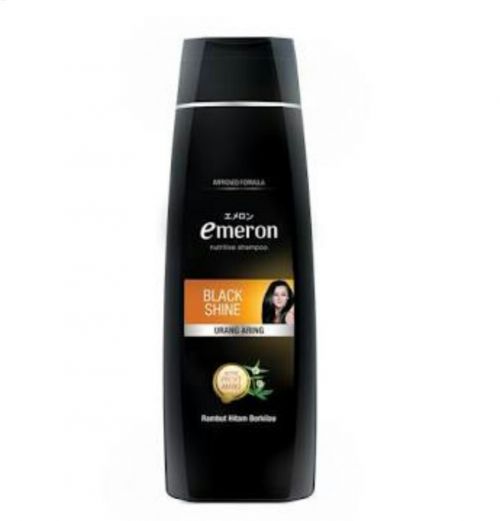 IMPROVED FORMULA
エメロン
emeron
nutritive shampoo
BLACK
SHINE
URANG-ARING
Rambut Hitam Berkilau